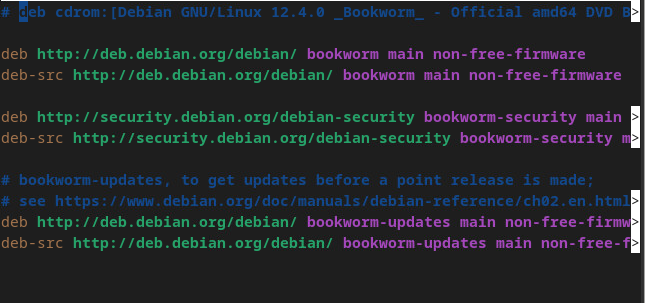 # deb cdrom:[Debian GNU/Linux 12.4.0 _Bookworm_ - Official amd64 DVD B>
deb http://deb.debian.org/debian/ bookworm main non-free-firmware
deb-src http://deb.debian.org/debian/ bookworm main non-free-firmware
deb http://security.debian.org/debian-security bookworm-security main >
deb-src http://security.debian.org/debian-security bookworm-security m>
# bookworm-updates, to get updates before a point release is made;
# see https://www.debian.org/doc/manuals/debian-reference/ch02.en.html>
deb http://deb.debian.org/debian/ bookworm-updates main non-free-firmw>
deb-src http://deb.debian.org/debian/ bookworm-updates main non-free-f>